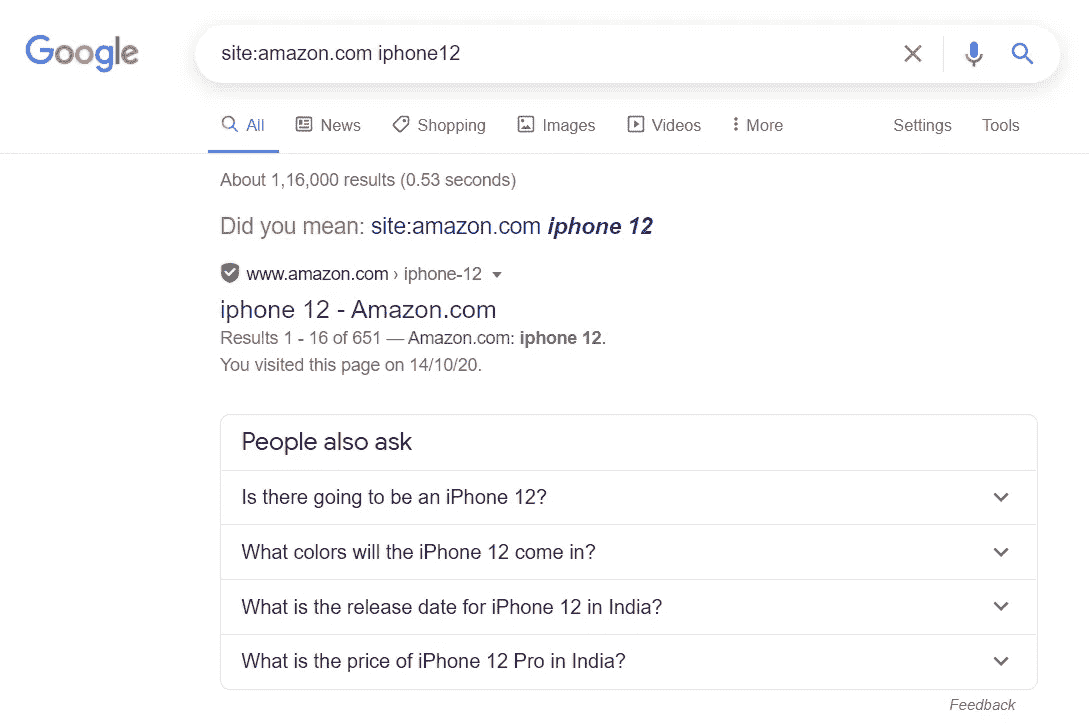 Google
site:amazon.com iphone12
All News Shopping Images Videos More Settings Tools
About 1,16,000 results (0.53 seconds)
Did you mean: site:amazon.com iphone 12
www.amazon.com › iphone-12
iphone 12 - Amazon.com
Results 1 - 16 of 651 — Amazon.com: iphone 12.
You visited this page on 14/10/20.
People also ask
Is there going to be an iPhone 12?
What colors will the iPhone 12 come in?
What is the release date for iPhone 12 in India?
What is the price of iPhone 12 Pro in India?
Feedback